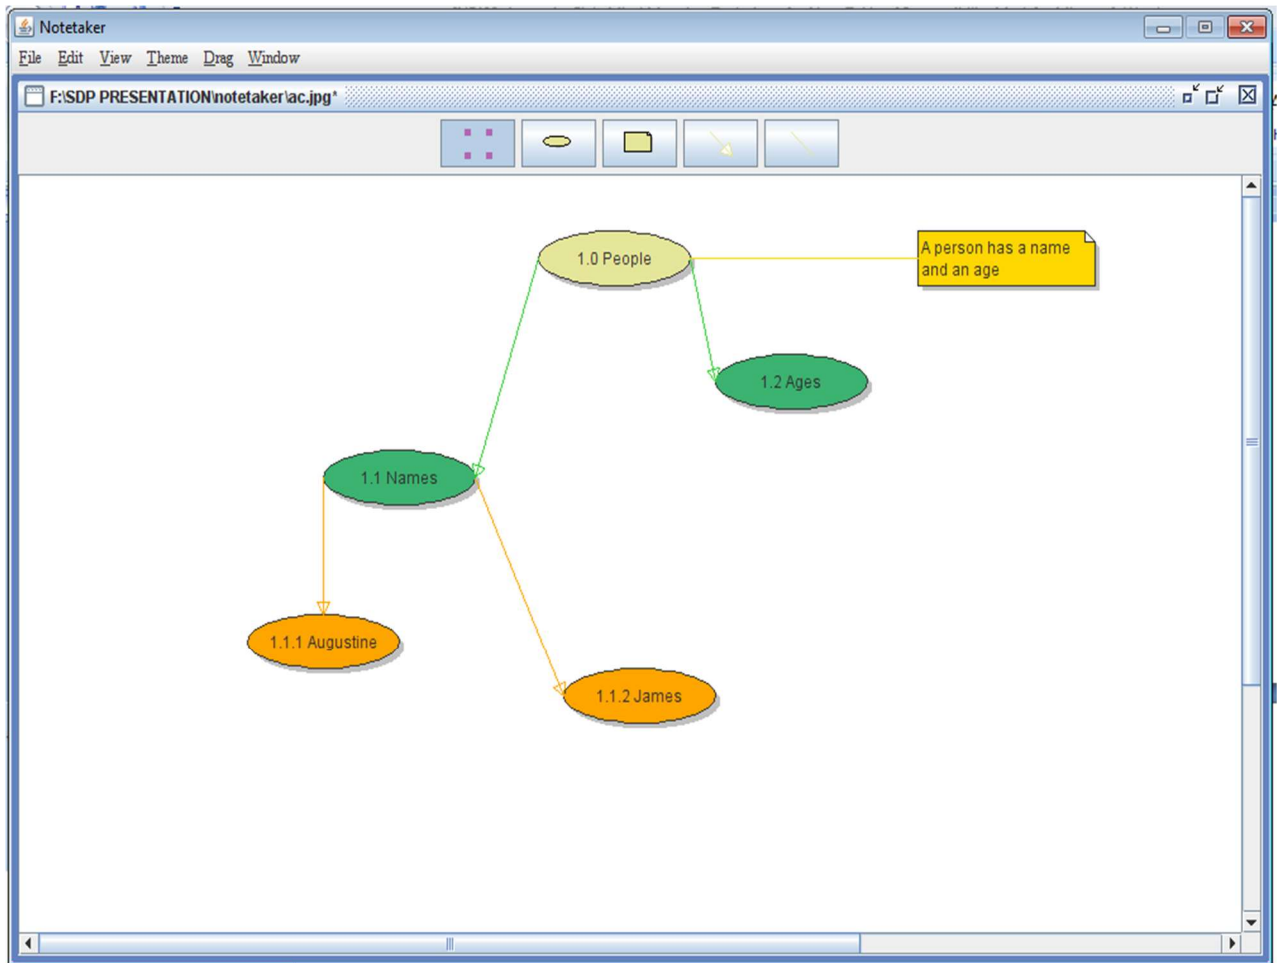 Notetaker
File Edit View Theme Drag Window
F:\SDP PRESENTATION\notetaker\ac.jpg*
1.0 People
A person has a name
and an age
1.2 Ages
1.1 Names
1.1.1 Augustine
1.1.2 James